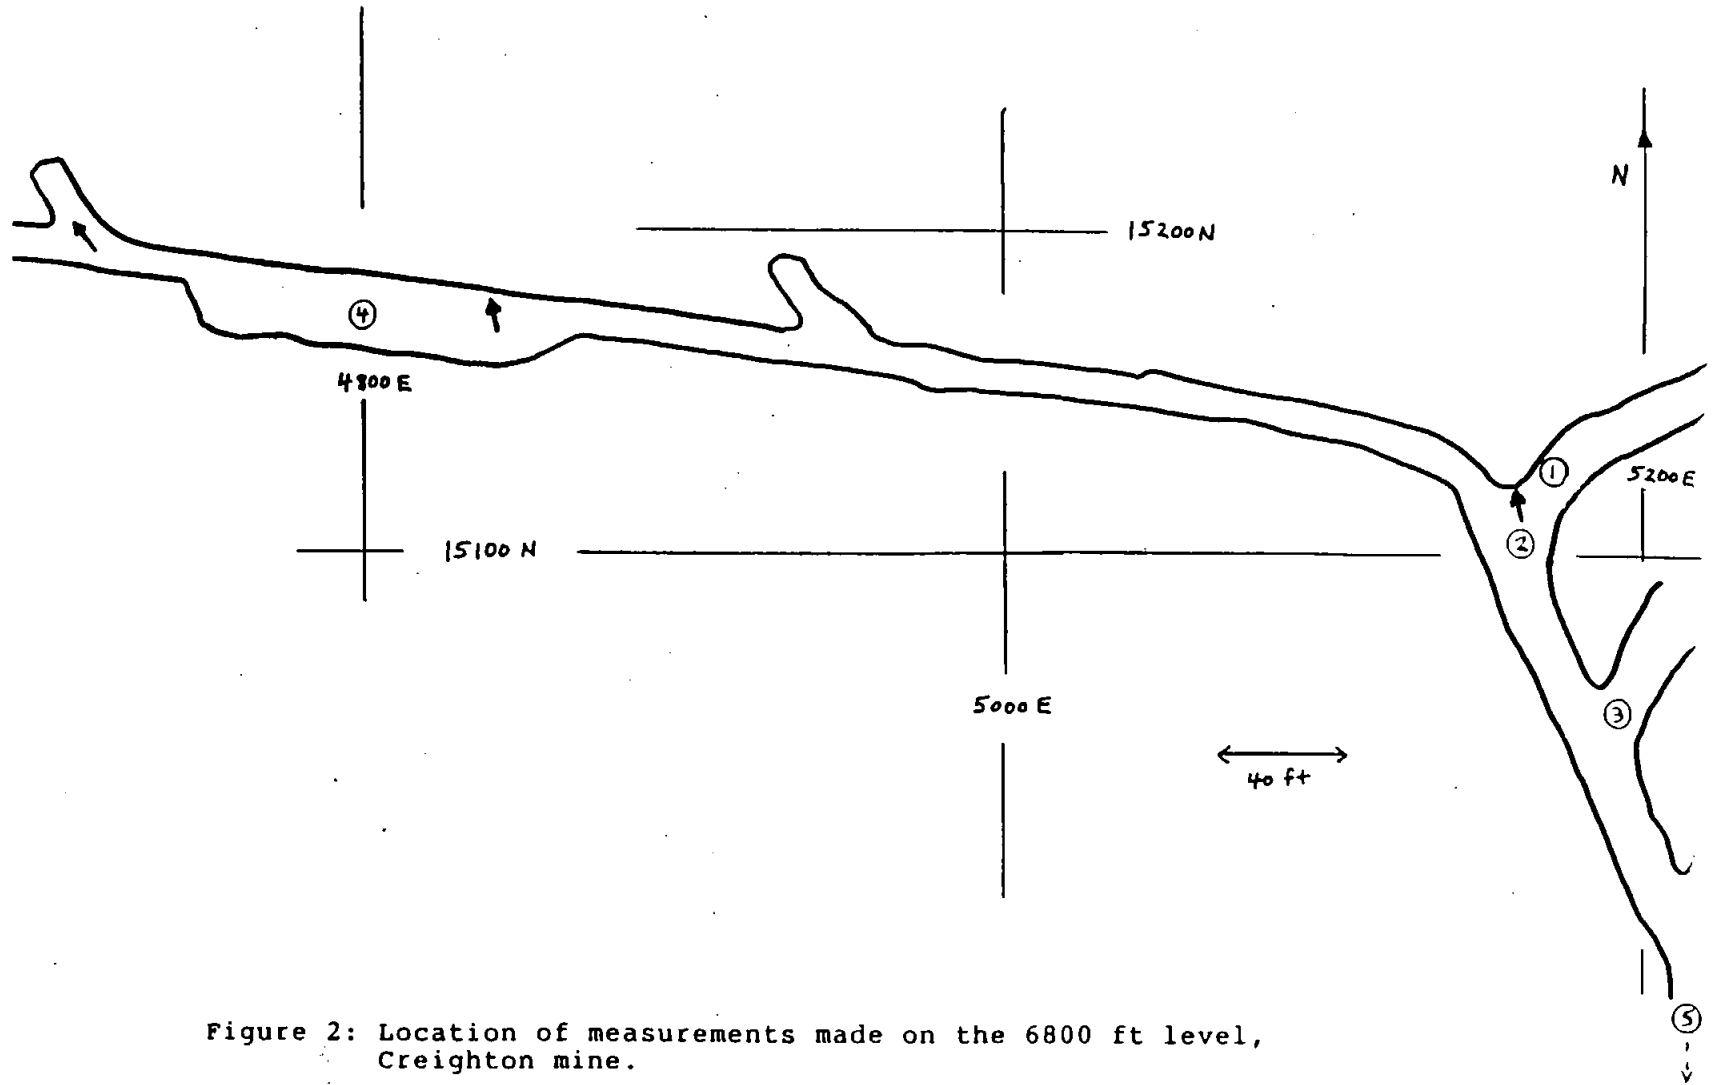 N
15200 N
④
4800 E
①
5200 E
15100 N
②
5000 E
③
40 ft
⑤
Figure 2: Location of measurements made on the 6800 ft level,
Creighton mine.